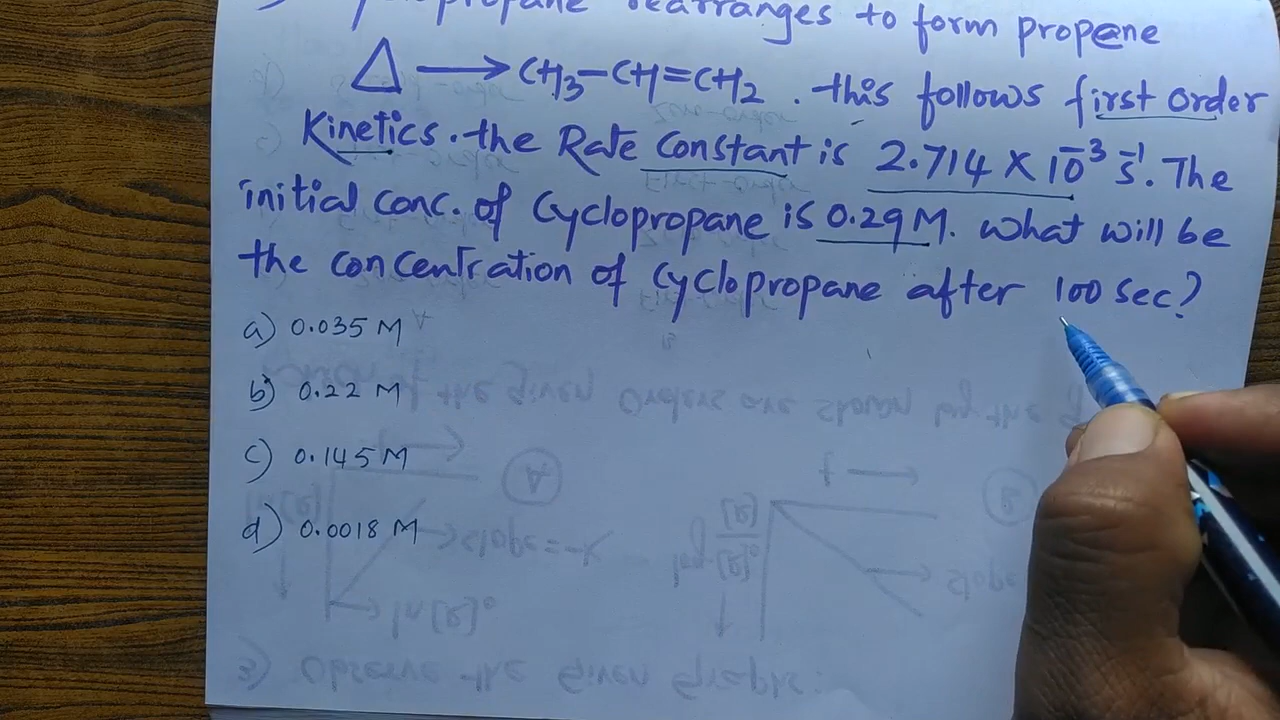 rearranges to form propene
△ ⟶ CH3-CH=CH2 . this follows first order
Kinetics. the Rate Constant is 2.714 X 10⁻³ s⁻¹. The
initial conc. of Cyclopropane is 0.29 M. What will be
the concentration of Cyclopropane after 100 sec?
a) 0.035 M
b) 0.22 M
c) 0.145 M
d) 0.0018 M